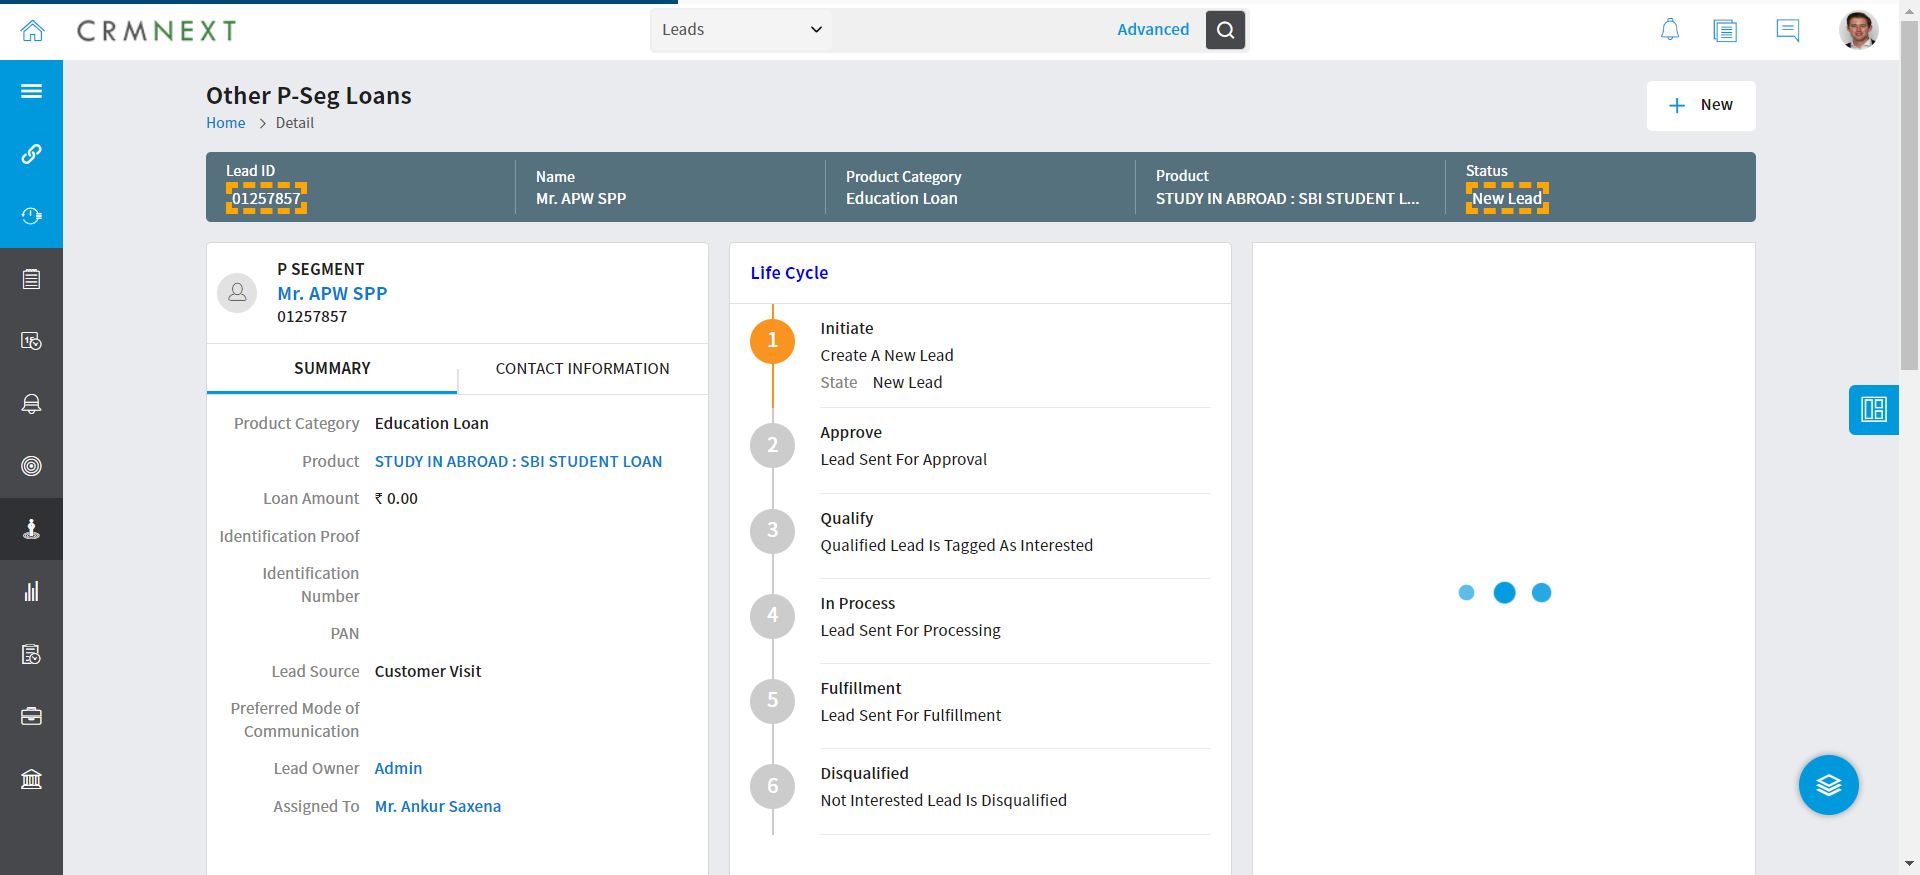 CRMNEXT
Leads
Advanced
Other P-Seg Loans
Home > Detail
+ New
Lead ID
01257857
Name
Mr. APW SPP
Product Category
Education Loan
Product
STUDY IN ABROAD : SBI STUDENT L...
Status
New Lead
P SEGMENT
Mr. APW SPP
01257857
SUMMARY
CONTACT INFORMATION
Product Category Education Loan
Product STUDY IN ABROAD : SBI STUDENT LOAN
Loan Amount ₹ 0.00
Identification Proof
Identification
Number
PAN
Lead Source Customer Visit
Preferred Mode of
Communication
Lead Owner Admin
Assigned To Mr. Ankur Saxena
Life Cycle
1
Initiate
Create A New Lead
State New Lead
2
Approve
Lead Sent For Approval
3
Qualify
Qualified Lead Is Tagged As Interested
4
In Process
Lead Sent For Processing
5
Fulfillment
Lead Sent For Fulfillment
6
Disqualified
Not Interested Lead Is Disqualified